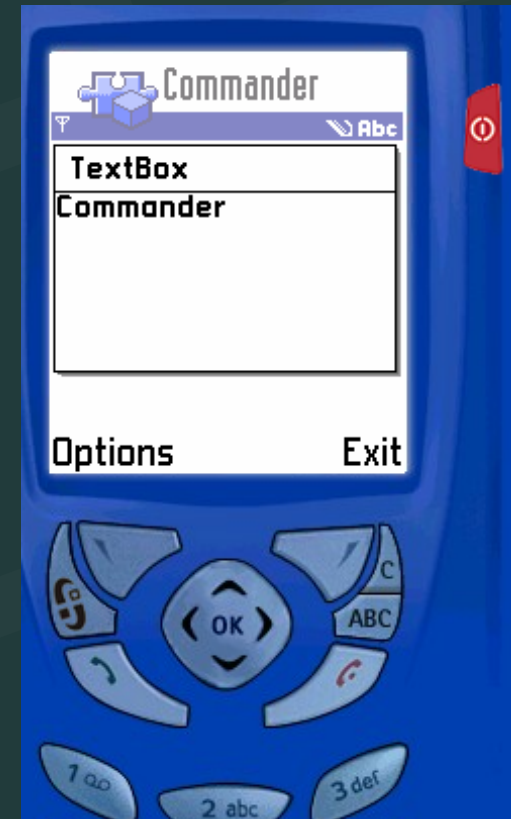 Commander
Abc
TextBox
Commander
Options Exit
C
OK ABC
1
2 abc 3 def